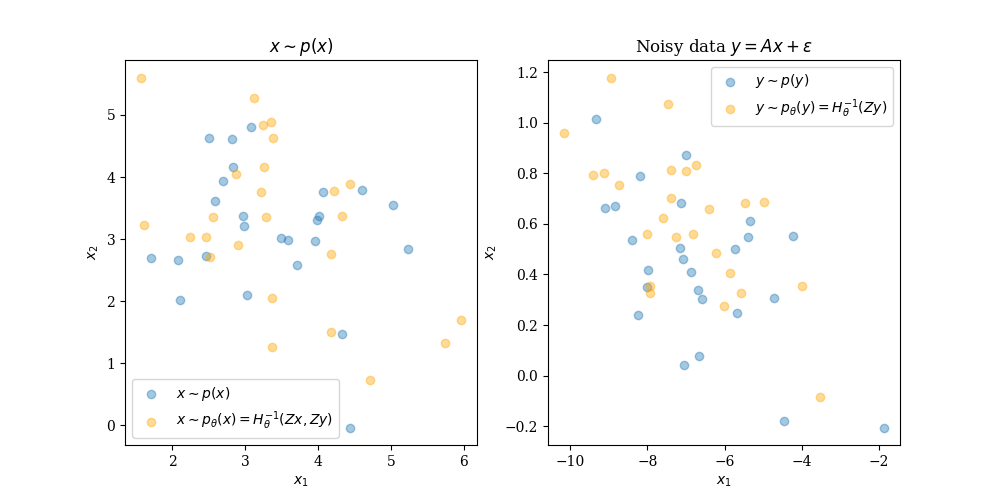 x ∼ p(x)
5
4
3
2
1
0
x₂
x ∼ p(x)
x ∼ p_θ(x) = H_θ^{-1}(Zx, Zy)
2 3 4 5 6
x₁
Noisy data y = Ax + ε
1.2
1.0
0.8
0.6
0.4
0.2
0.0
−0.2
x₂
y ∼ p(y)
y ∼ p_θ(y) = H_θ^{-1}(Zy)
−10 −8 −6 −4 −2
x₁